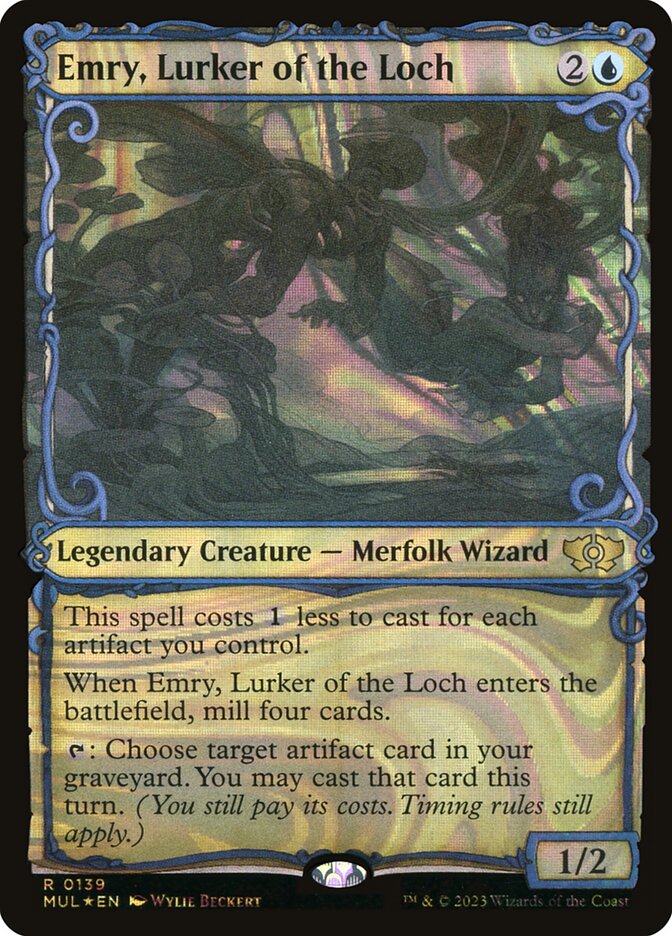 Emry, Lurker of the Loch 2
Legendary Creature — Merfolk Wizard
This spell costs 1 less to cast for each
artifact you control.
When Emry, Lurker of the Loch enters the
battlefield, mill four cards.
: Choose target artifact card in your
graveyard. You may cast that card this
turn. (You still pay its costs. Timing rules still
apply.)
1/2
R 0139
MUL★EN Wylie Beckert
™ & © 2023 Wizards of the Coast